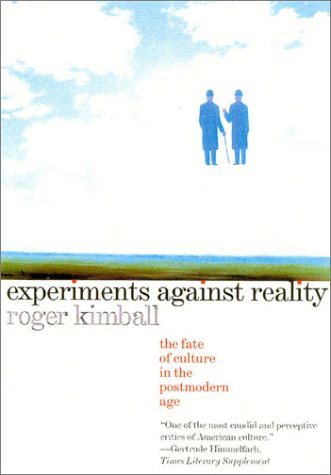 experiments against reality
roger kimball
the fate
of culture
in the
postmodern
age
“One of the most candid and perceptive
critics of American culture.”
—Gertrude Himmelfarb,
Times Literary Supplement